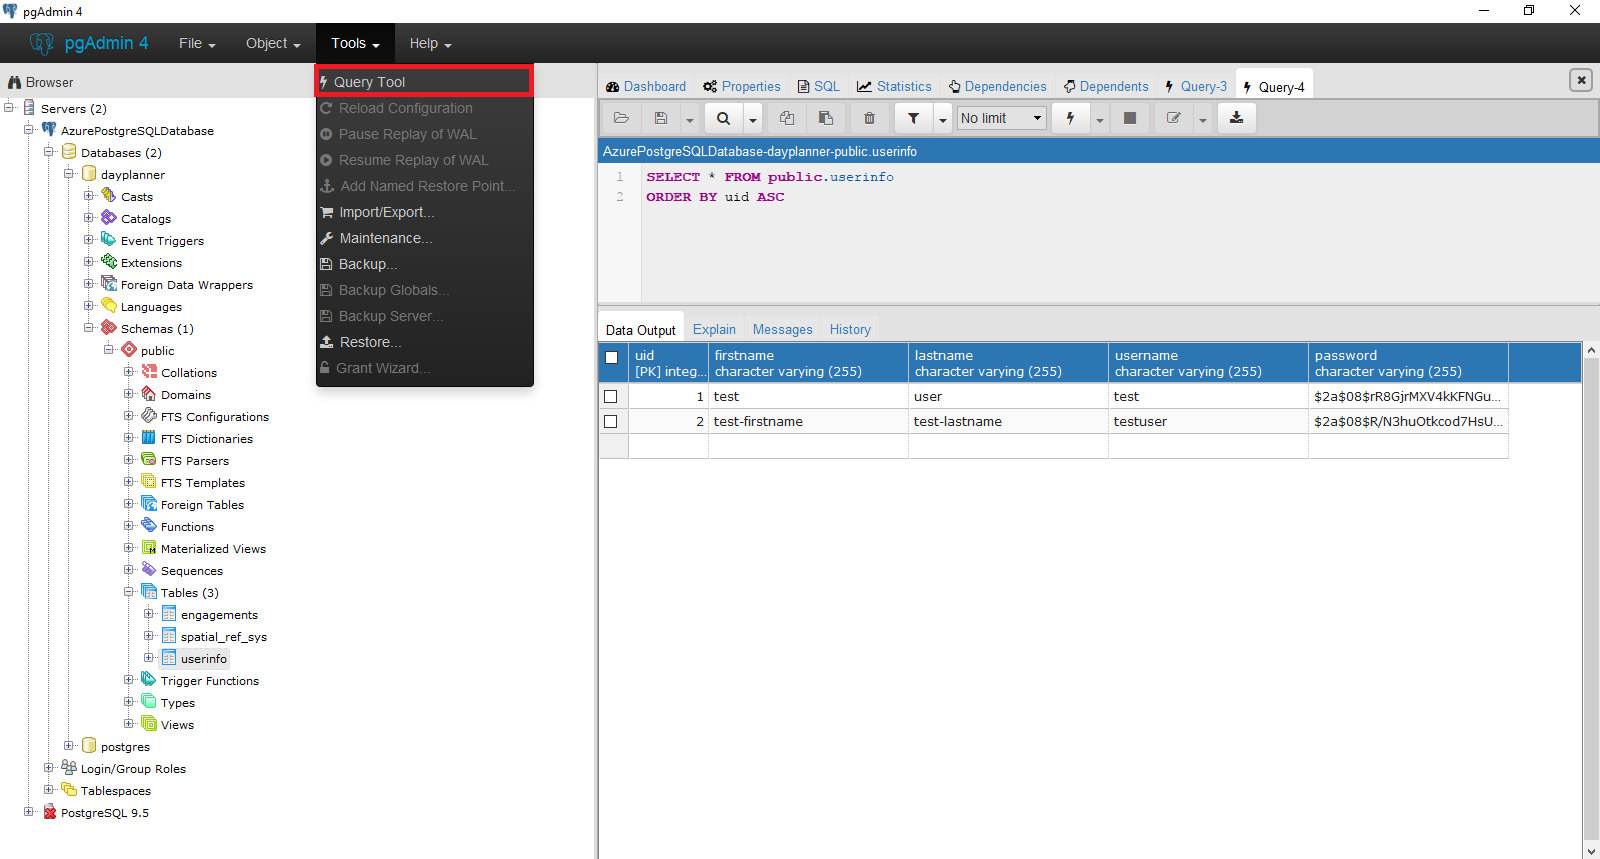 pgAdmin 4
pgAdmin 4 File Object Tools Help
Browser
Servers (2)
AzurePostgreSQLDatabase
Databases (2)
dayplanner
Casts
Catalogs
Event Triggers
Extensions
Foreign Data Wrappers
Languages
Schemas (1)
public
Collations
Domains
FTS Configurations
FTS Dictionaries
FTS Parsers
FTS Templates
Foreign Tables
Functions
Materialized Views
Sequences
Tables (3)
engagements
spatial_ref_sys
userinfo
Trigger Functions
Types
Views
postgres
Login/Group Roles
Tablespaces
PostgreSQL 9.5
Query Tool
Reload Configuration
Pause Replay of WAL
Resume Replay of WAL
Add Named Restore Point...
Import/Export...
Maintenance...
Backup...
Backup Globals...
Backup Server...
Restore...
Grant Wizard...
Dashboard Properties SQL Statistics Dependencies Dependents Query-3 Query-4
No limit
AzurePostgreSQLDatabase-dayplanner-public.userinfo
1 SELECT * FROM public.userinfo
2 ORDER BY uid ASC
Data Output Explain Messages History
uid firstname lastname username password
[PK] integ... character varying (255) character varying (255) character varying (255) character varying (255)
1 test user test $2a$08$rR8GjrMXV4kKFNGu...
2 test-firstname test-lastname testuser $2a$08$R/N3huOtkcod7HsU...